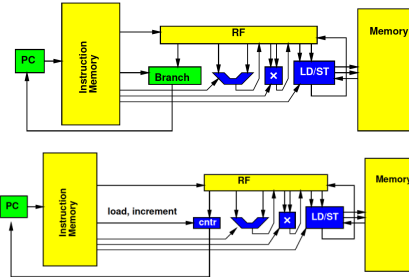 RF
Memory
PC
Instruction
Memory
Branch
×
LD/ST
RF
Memory
PC
Instruction
Memory
load, increment
cntr
×
LD/ST